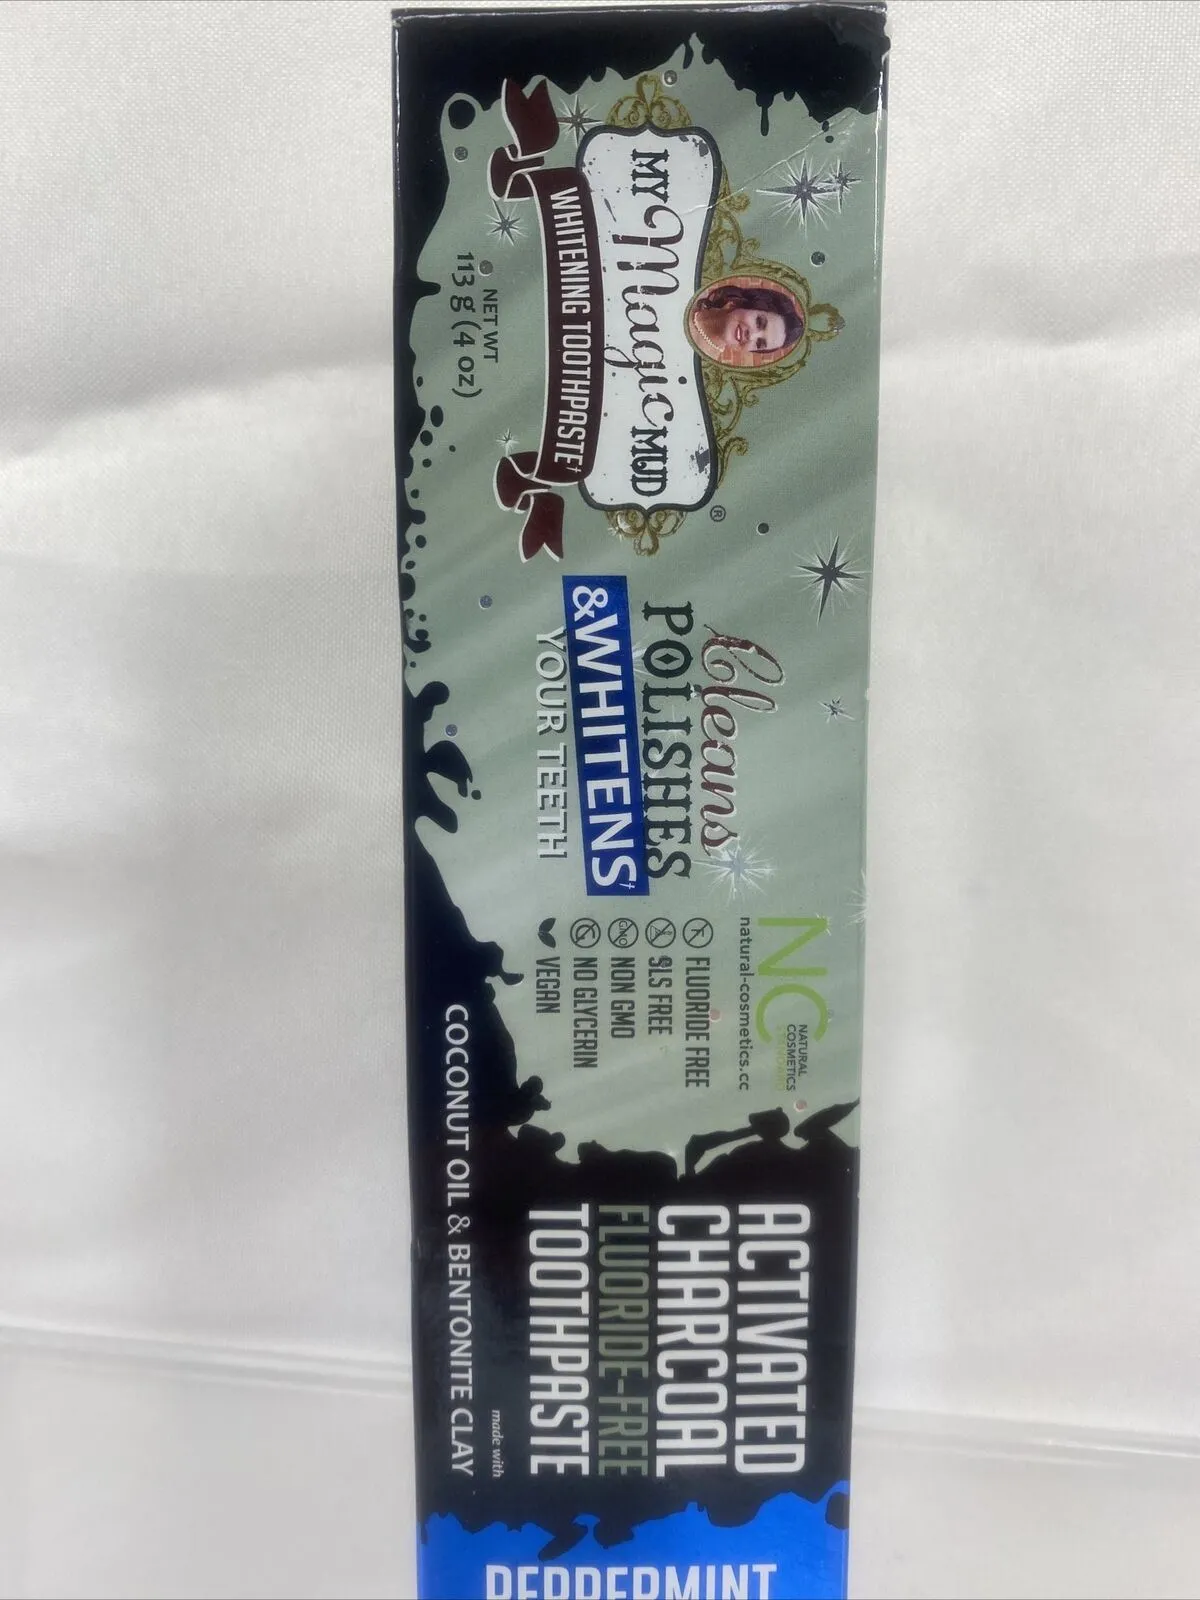 MY Magic MUD
®
WHITENING TOOTHPASTE†
NET WT
113 g (4 oz)
Cleans
POLISHES
&WHITENS†
YOUR TEETH
NC
NATURAL
COSMETICS
STANDARD
natural-cosmetics.cc
FLUORIDE FREE
SLS FREE
GMO NON GMO
NO GLYCERIN
VEGAN
ACTIVATED
CHARCOAL
FLUORIDE-FREE
TOOTHPASTE
made with
COCONUT OIL & BENTONITE CLAY
PEPPERMINT